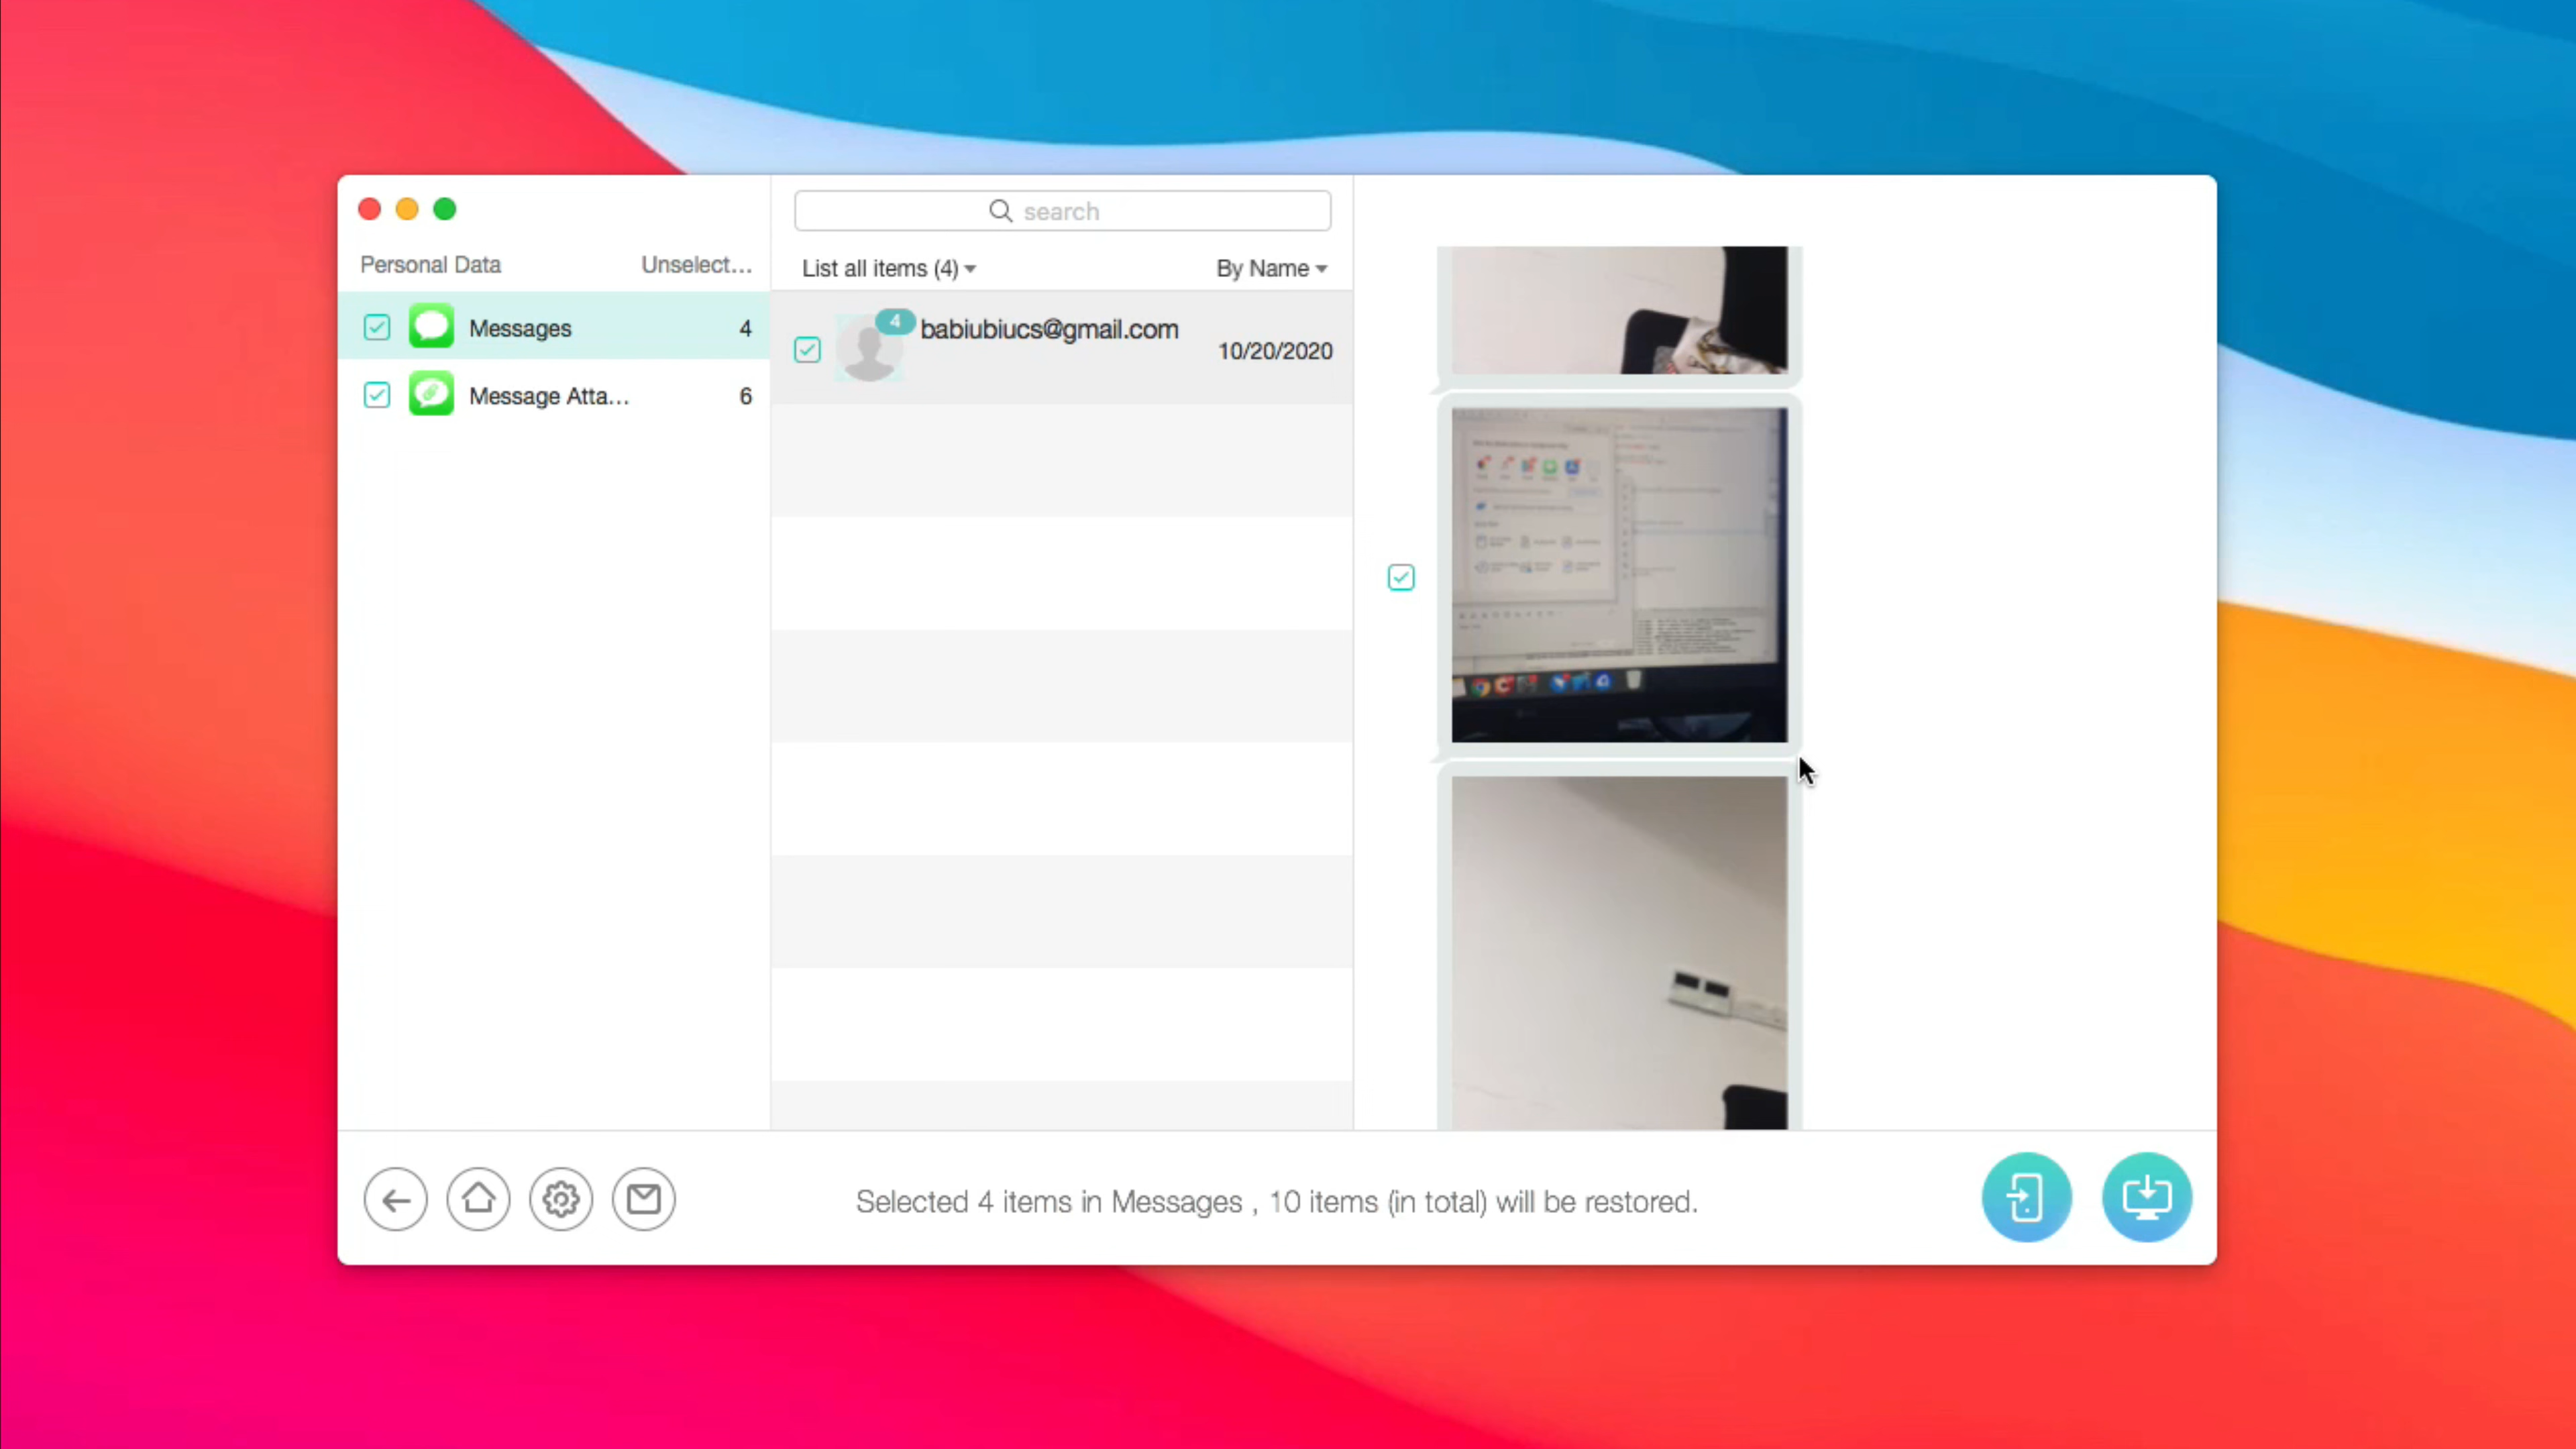 search
Personal Data Unselect...
List all items (4) By Name
Messages 4
4 babiubiucs@gmail.com
10/20/2020
Message Atta... 6
Selected 4 items in Messages , 10 items (in total) will be restored.